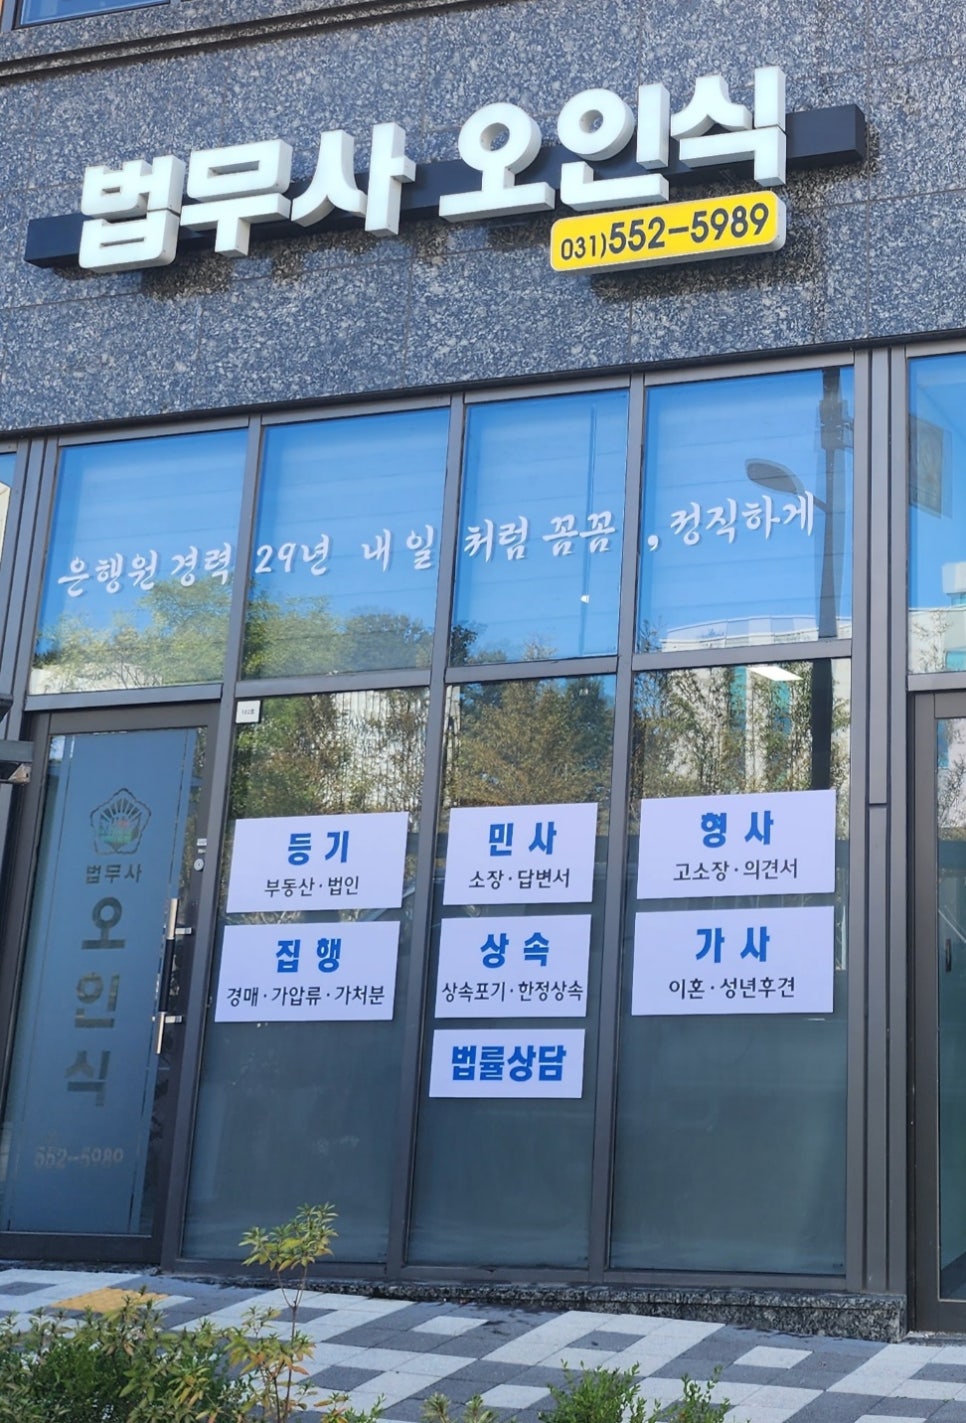 법무사 오인식
031)552-5989
은행원 경력 29년 내 일 처럼 꼼꼼, 정직하게
등기
부동산·법인
민사
소장·답변서
형사
고소장·의견서
집행
경매·가압류·가처분
상속
상속포기·한정상속
가사
이혼·성년후견
법률상담
법무사
오인식
552-5989